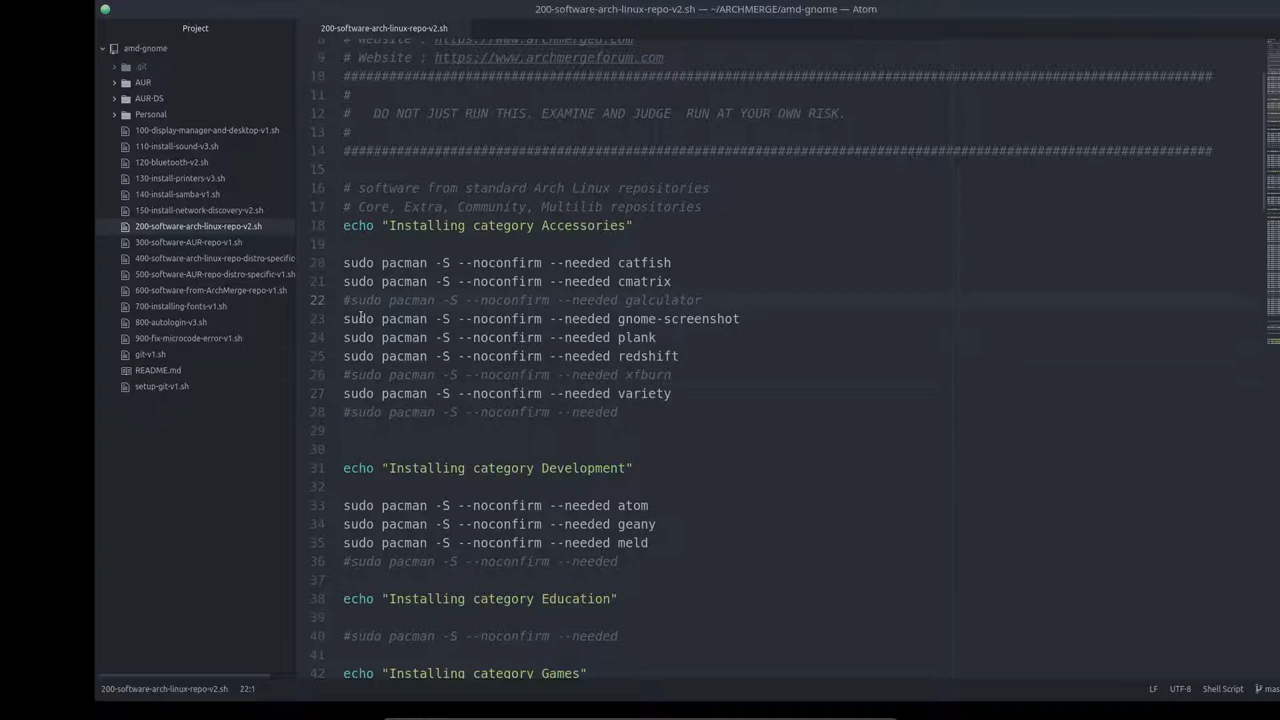 200-software-arch-linux-repo-v2.sh — ~/ARCHMERGE/amd-gnome — Atom
Project
200-software-arch-linux-repo-v2.sh
amd-gnome
.git
AUR
AUR-DS
Personal
100-display-manager-and-desktop-v1.sh
110-install-sound-v3.sh
120-bluetooth-v2.sh
130-install-printers-v3.sh
140-install-samba-v1.sh
150-install-network-discovery-v2.sh
200-software-arch-linux-repo-v2.sh
300-software-AUR-repo-v1.sh
400-software-arch-linux-repo-distro-specific
500-software-AUR-repo-distro-specific-v1.sh
600-software-from-ArchMerge-repo-v1.sh
700-installing-fonts-v1.sh
800-autologin-v3.sh
900-fix-microcode-error-v1.sh
git-v1.sh
README.md
setup-git-v1.sh
8 # Website : https://www.archmerge.com
9 # Website : https://www.archmergeforum.com
10 ##################################################################################################################
11 #
12 #   DO NOT JUST RUN THIS. EXAMINE AND JUDGE  RUN AT YOUR OWN RISK.
13 #
14 ##################################################################################################################
15
16 # software from standard Arch Linux repositories
17 # Core, Extra, Community, Multilib repositories
18 echo "Installing category Accessories"
19
20 sudo pacman -S --noconfirm --needed catfish
21 sudo pacman -S --noconfirm --needed cmatrix
22 #sudo pacman -S --noconfirm --needed galculator
23 sudo pacman -S --noconfirm --needed gnome-screenshot
24 sudo pacman -S --noconfirm --needed plank
25 sudo pacman -S --noconfirm --needed redshift
26 #sudo pacman -S --noconfirm --needed xfburn
27 sudo pacman -S --noconfirm --needed variety
28 #sudo pacman -S --noconfirm --needed
29
30
31 echo "Installing category Development"
32
33 sudo pacman -S --noconfirm --needed atom
34 sudo pacman -S --noconfirm --needed geany
35 sudo pacman -S --noconfirm --needed meld
36 #sudo pacman -S --noconfirm --needed
37
38 echo "Installing category Education"
39
40 #sudo pacman -S --noconfirm --needed
41
42 echo "Installing category Games"
200-software-arch-linux-repo-v2.sh 22:1 LF UTF-8 Shell Script mas